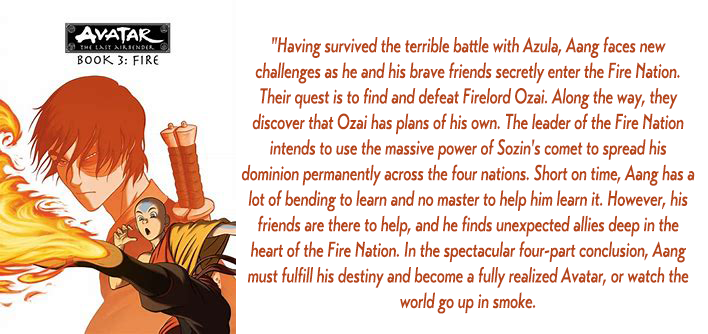 AVATAR
THE LAST AIRBENDER
BOOK 3: FIRE
"Having survived the terrible battle with Azula, Aang faces new
challenges as he and his brave friends secretly enter the Fire Nation.
Their quest is to find and defeat Firelord Ozai. Along the way, they
discover that Ozai has plans of his own. The leader of the Fire Nation
intends to use the massive power of Sozin's comet to spread his
dominion permanently across the four nations. Short on time, Aang has a
lot of bending to learn and no master to help him learn it. However, his
friends are there to help, and he finds unexpected allies deep in the
heart of the Fire Nation. In the spectacular four-part conclusion, Aang
must fulfill his destiny and become a fully realized Avatar, or watch the
world go up in smoke.